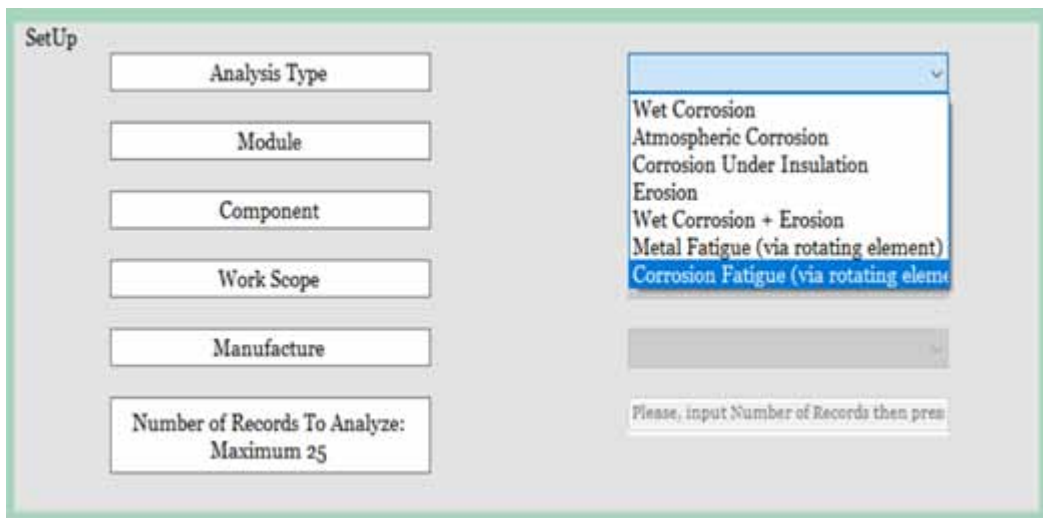 SetUp
Analysis Type
Module
Component
Work Scope
Manufacture
Number of Records To Analyze:
Maximum 25
Wet Corrosion
Atmospheric Corrosion
Corrosion Under Insulation
Erosion
Wet Corrosion + Erosion
Metal Fatigue (via rotating element)
Corrosion Fatigue (via rotating eleme
Please, input Number of Records then pres